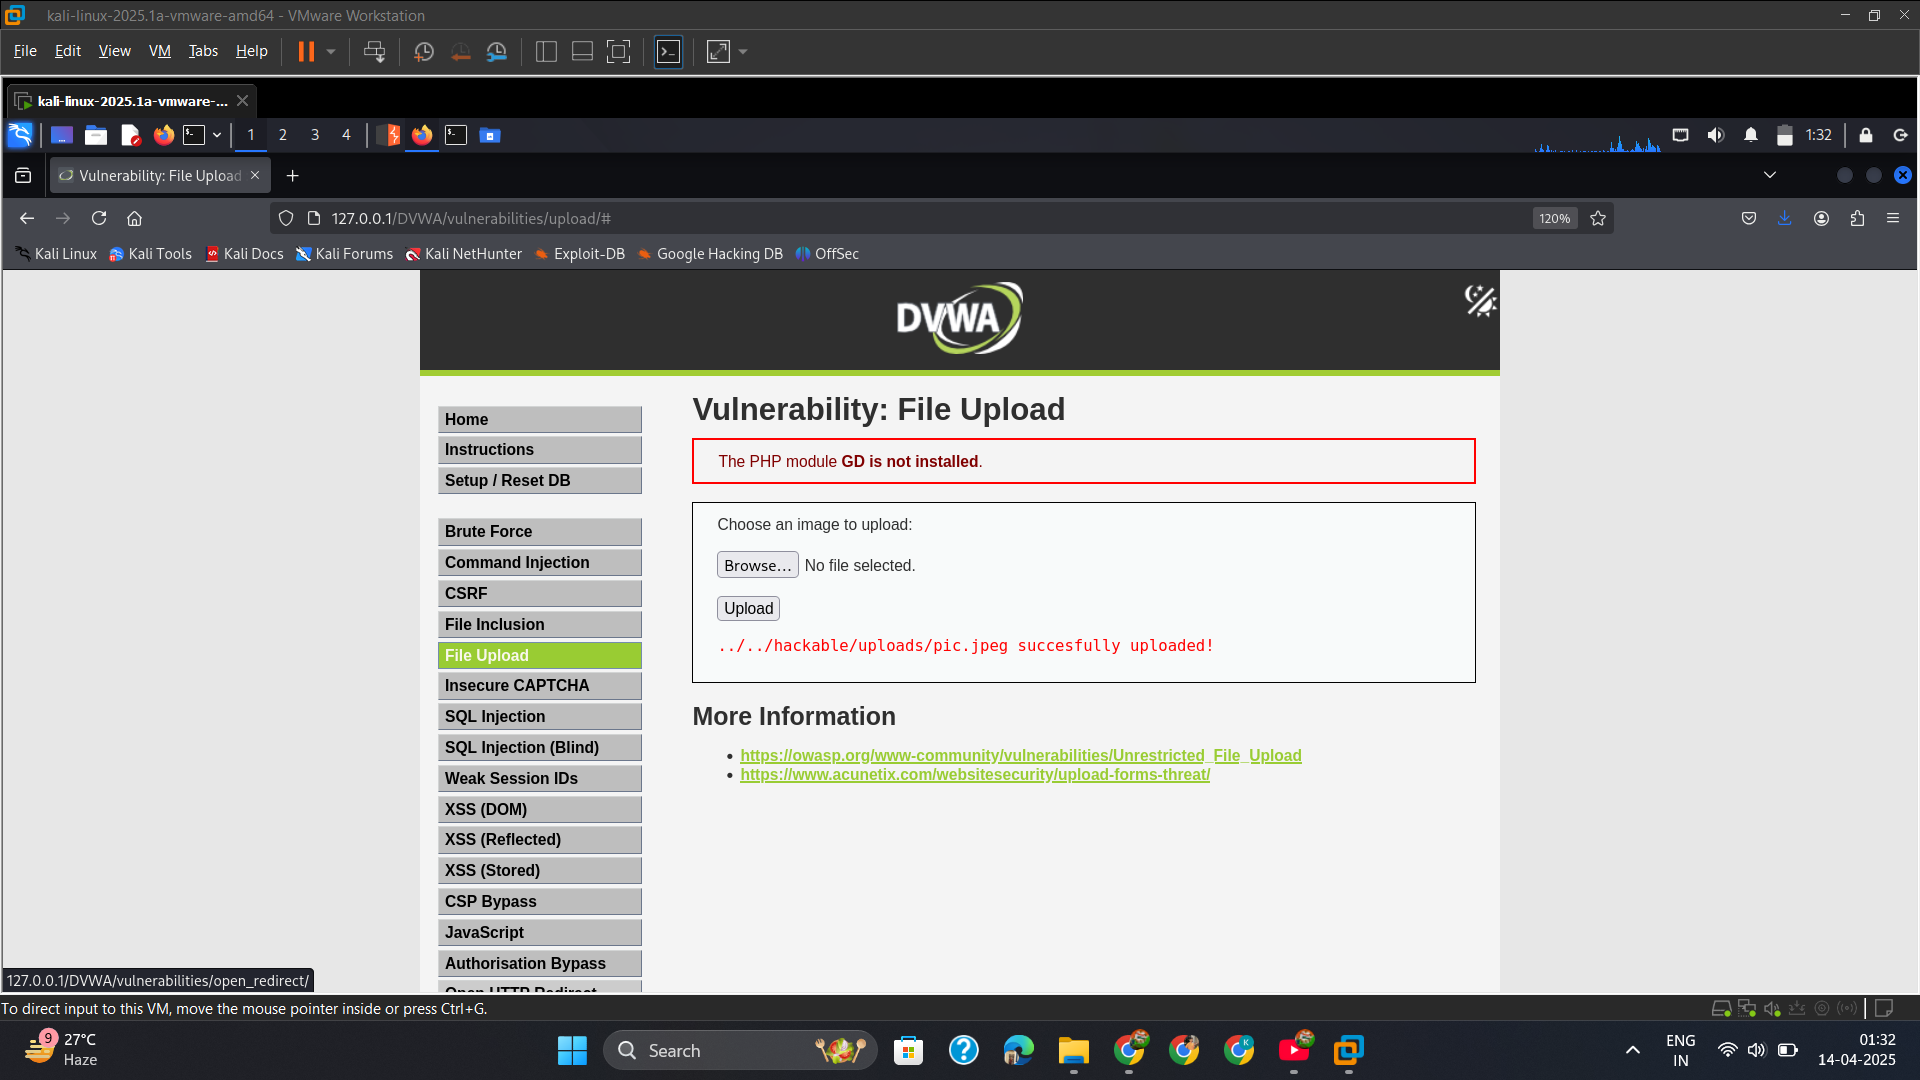 kali-linux-2025.1a-vmware-amd64 - VMware Workstation
File Edit View VM Tabs Help
kali-linux-2025.1a-vmware-...
1 2 3 4
1:32
Vulnerability: File Upload
127.0.0.1/DVWA/vulnerabilities/upload/#
120%
Kali Linux Kali Tools Kali Docs Kali Forums Kali NetHunter Exploit-DB Google Hacking DB OffSec
DVWA
Home
Instructions
Setup / Reset DB
Brute Force
Command Injection
CSRF
File Inclusion
File Upload
Insecure CAPTCHA
SQL Injection
SQL Injection (Blind)
Weak Session IDs
XSS (DOM)
XSS (Reflected)
XSS (Stored)
CSP Bypass
JavaScript
Authorisation Bypass
Open HTTP Redirect
Vulnerability: File Upload
The PHP module GD is not installed.
Choose an image to upload:
Browse... No file selected.
Upload
../../hackable/uploads/pic.jpeg succesfully uploaded!
More Information
https://owasp.org/www-community/vulnerabilities/Unrestricted_File_Upload
https://www.acunetix.com/websitesecurity/upload-forms-threat/
127.0.0.1/DVWA/vulnerabilities/open_redirect/
To direct input to this VM, move the mouse pointer inside or press Ctrl+G.
9
27°C
Haze
Search
K
ENG
IN
01:32
14-04-2025